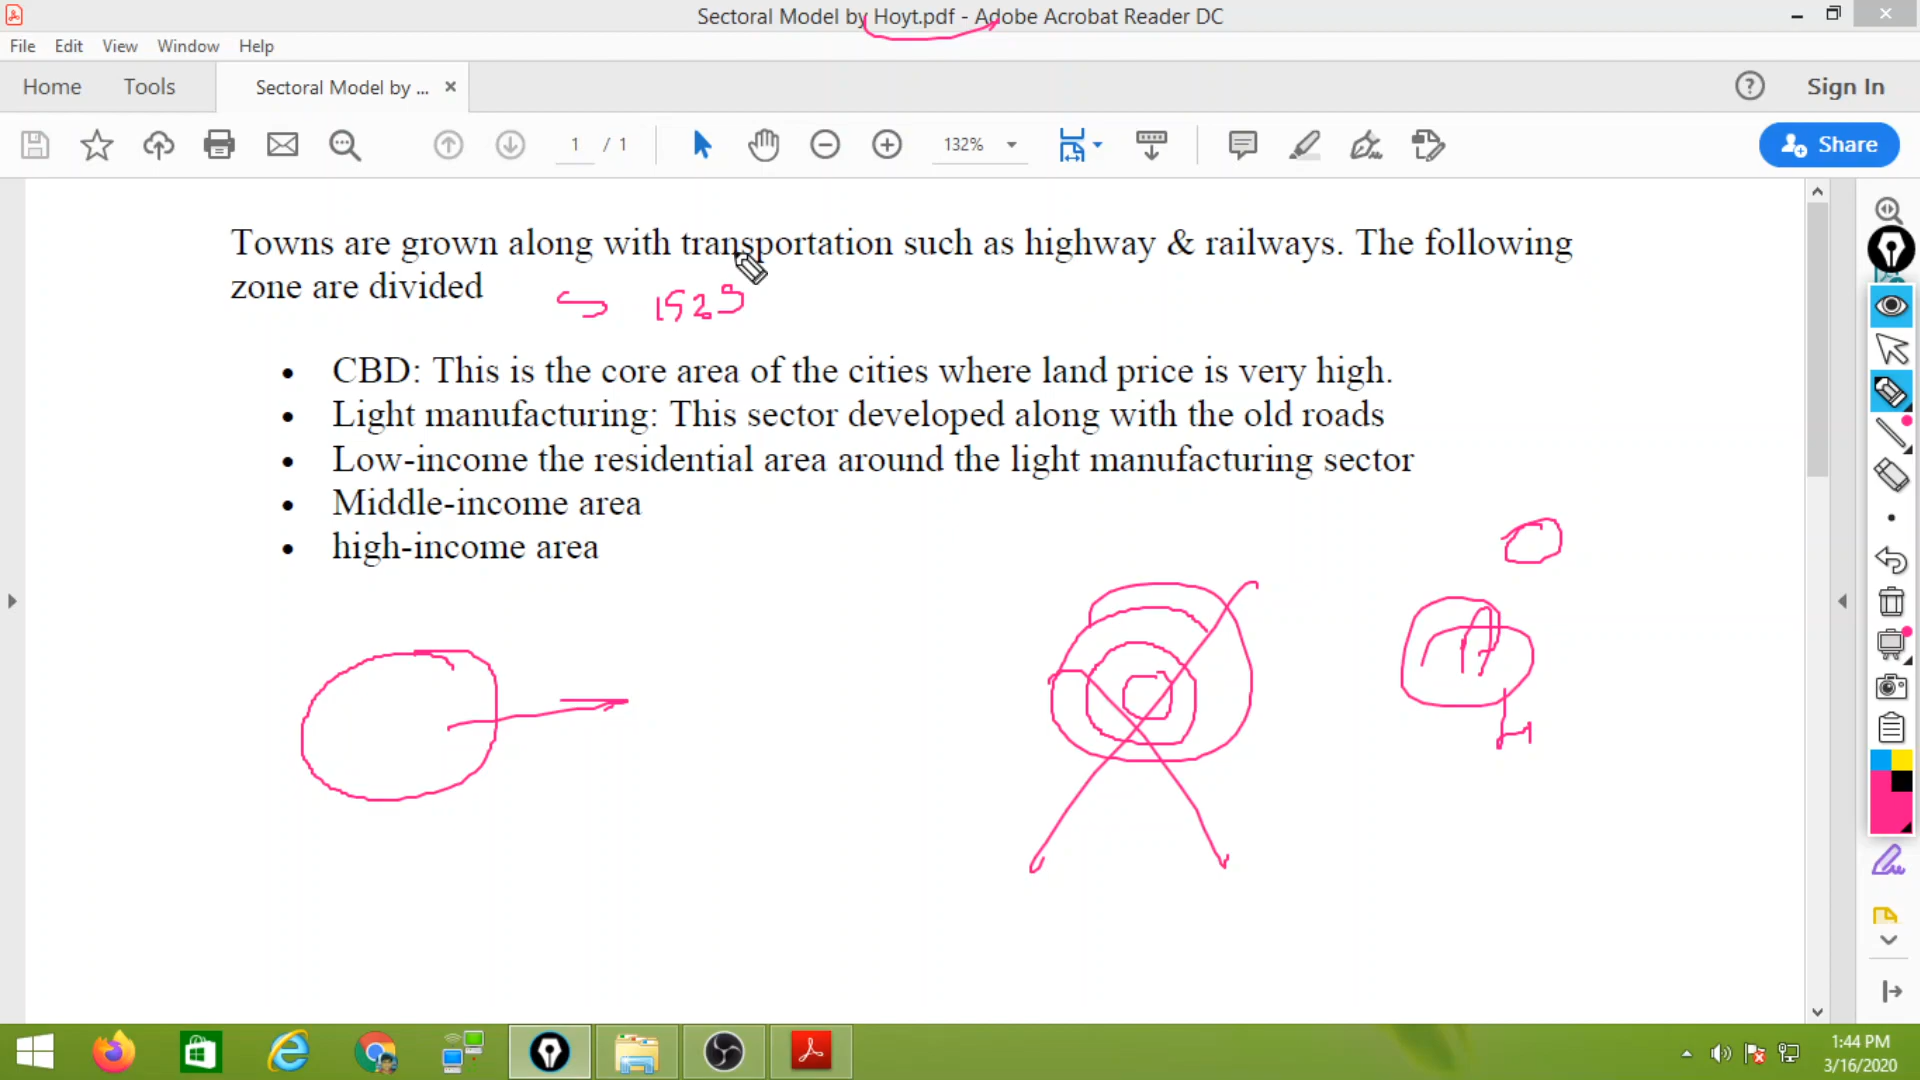 Sectoral Model by Hoyt.pdf - Adobe Acrobat Reader DC
File Edit View Window Help
Home Tools Sectoral Model by ... × Sign In
1 / 1 132% Share
Towns are grown along with transportation such as highway & railways. The following
zone are divided
• CBD: This is the core area of the cities where land price is very high.
• Light manufacturing: This sector developed along with the old roads
• Low-income the residential area around the light manufacturing sector
• Middle-income area
• high-income area
1:44 PM
3/16/2020